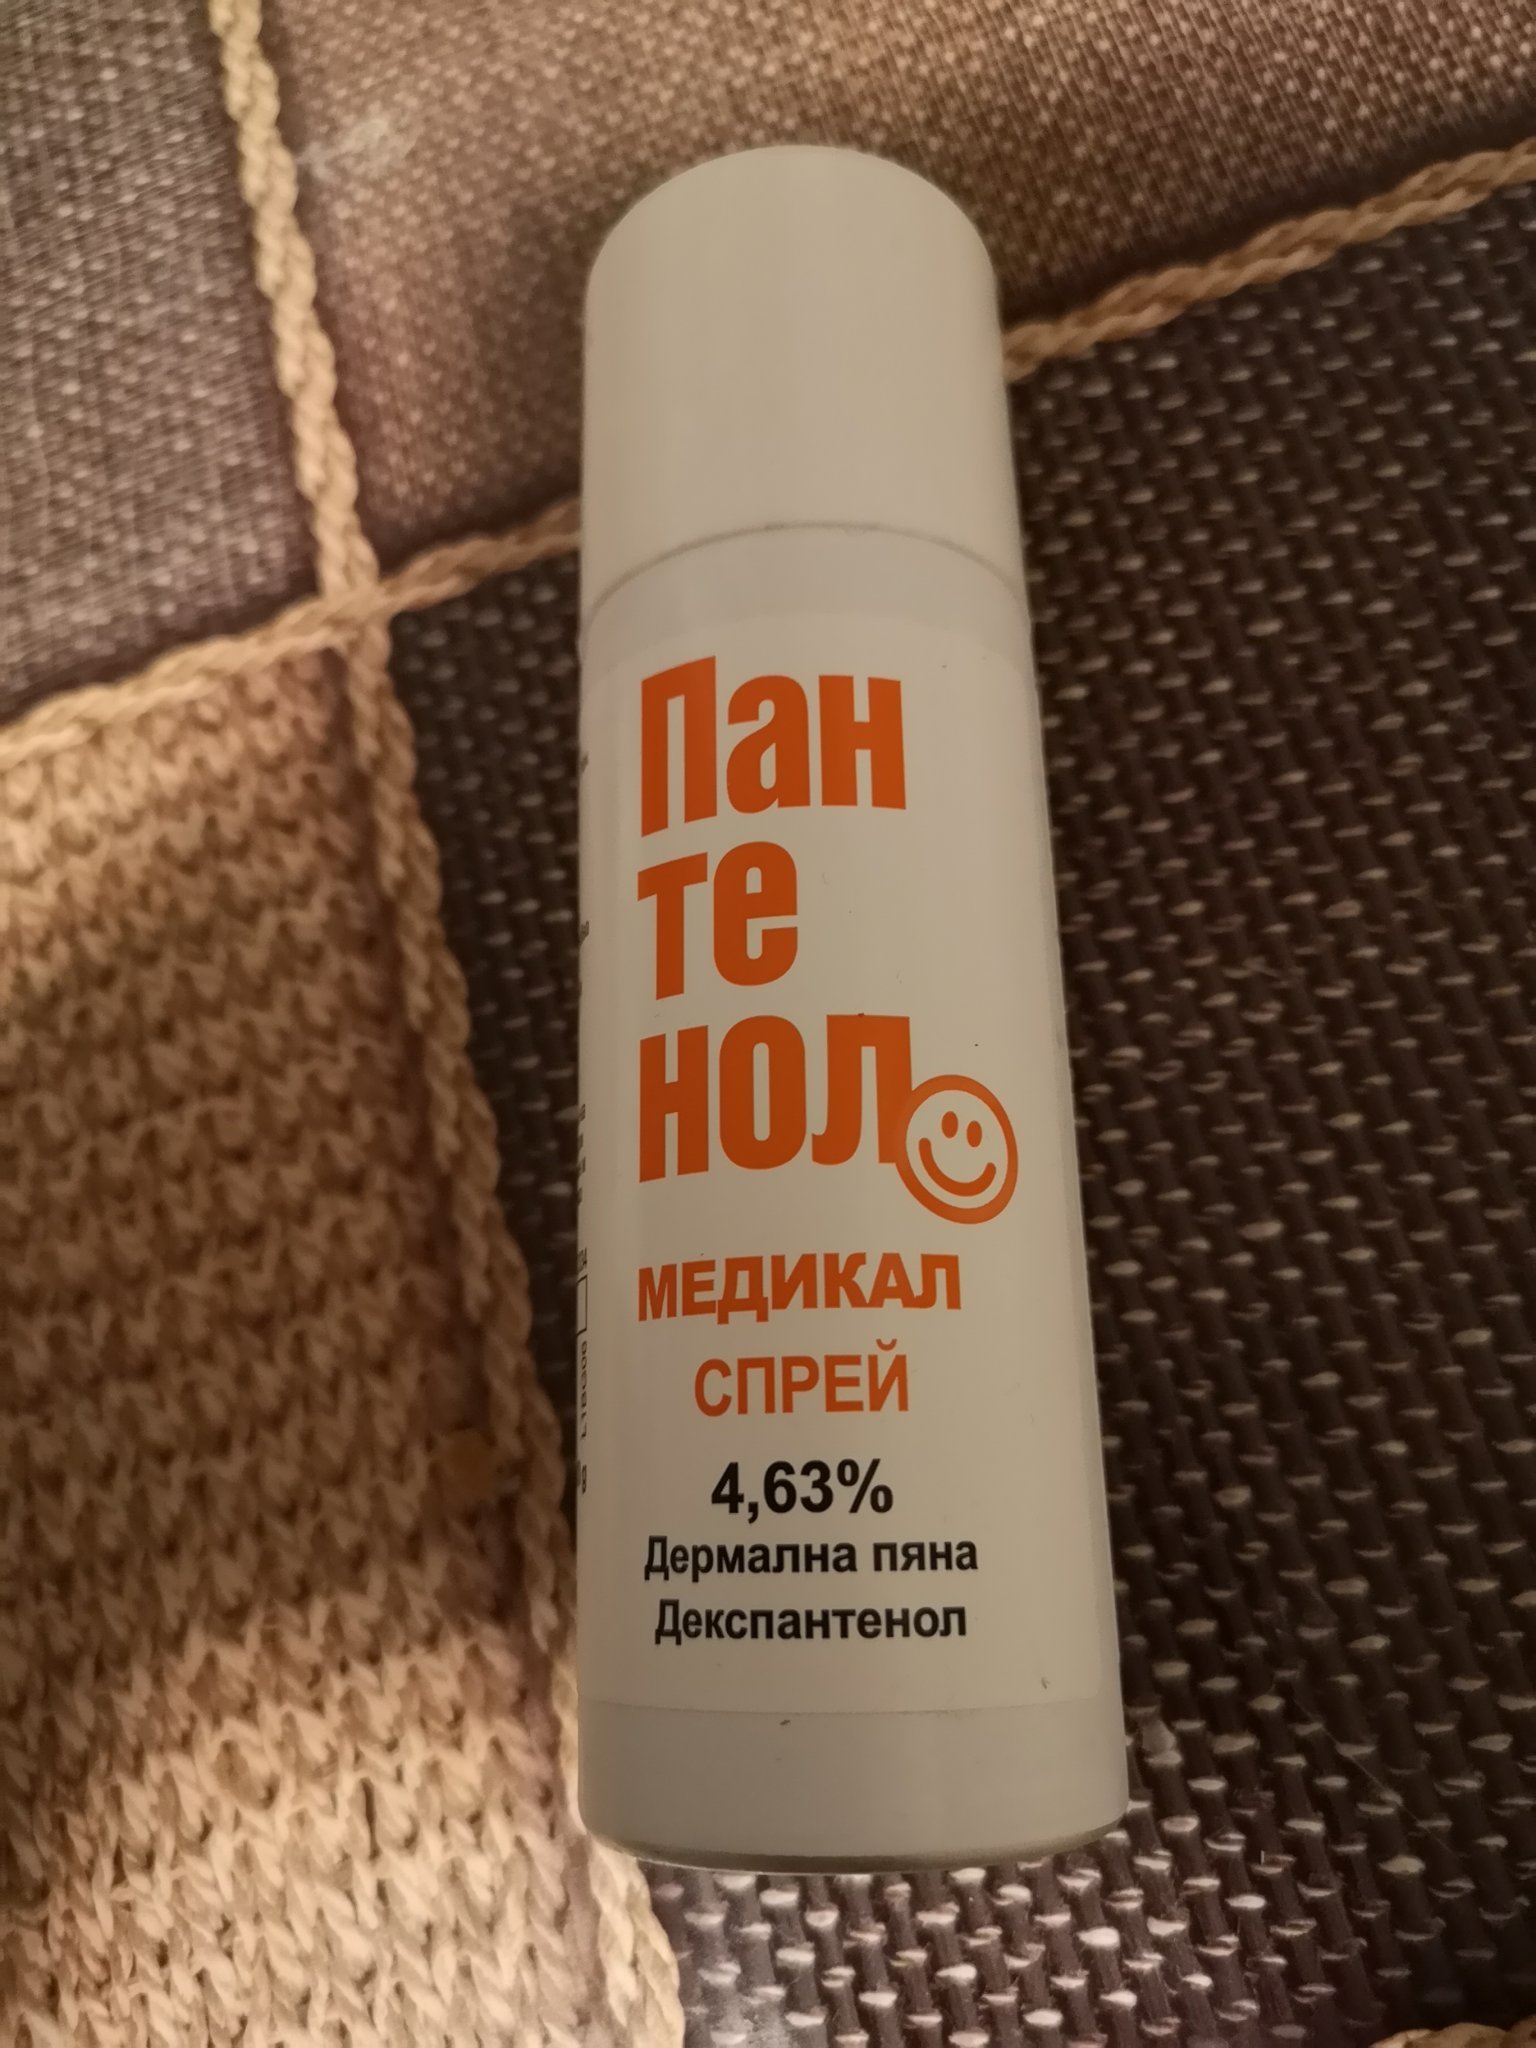 Пан
те
нол
МЕДИКАЛ
СПРЕЙ
4,63%
Дермална пяна
Декспантенол